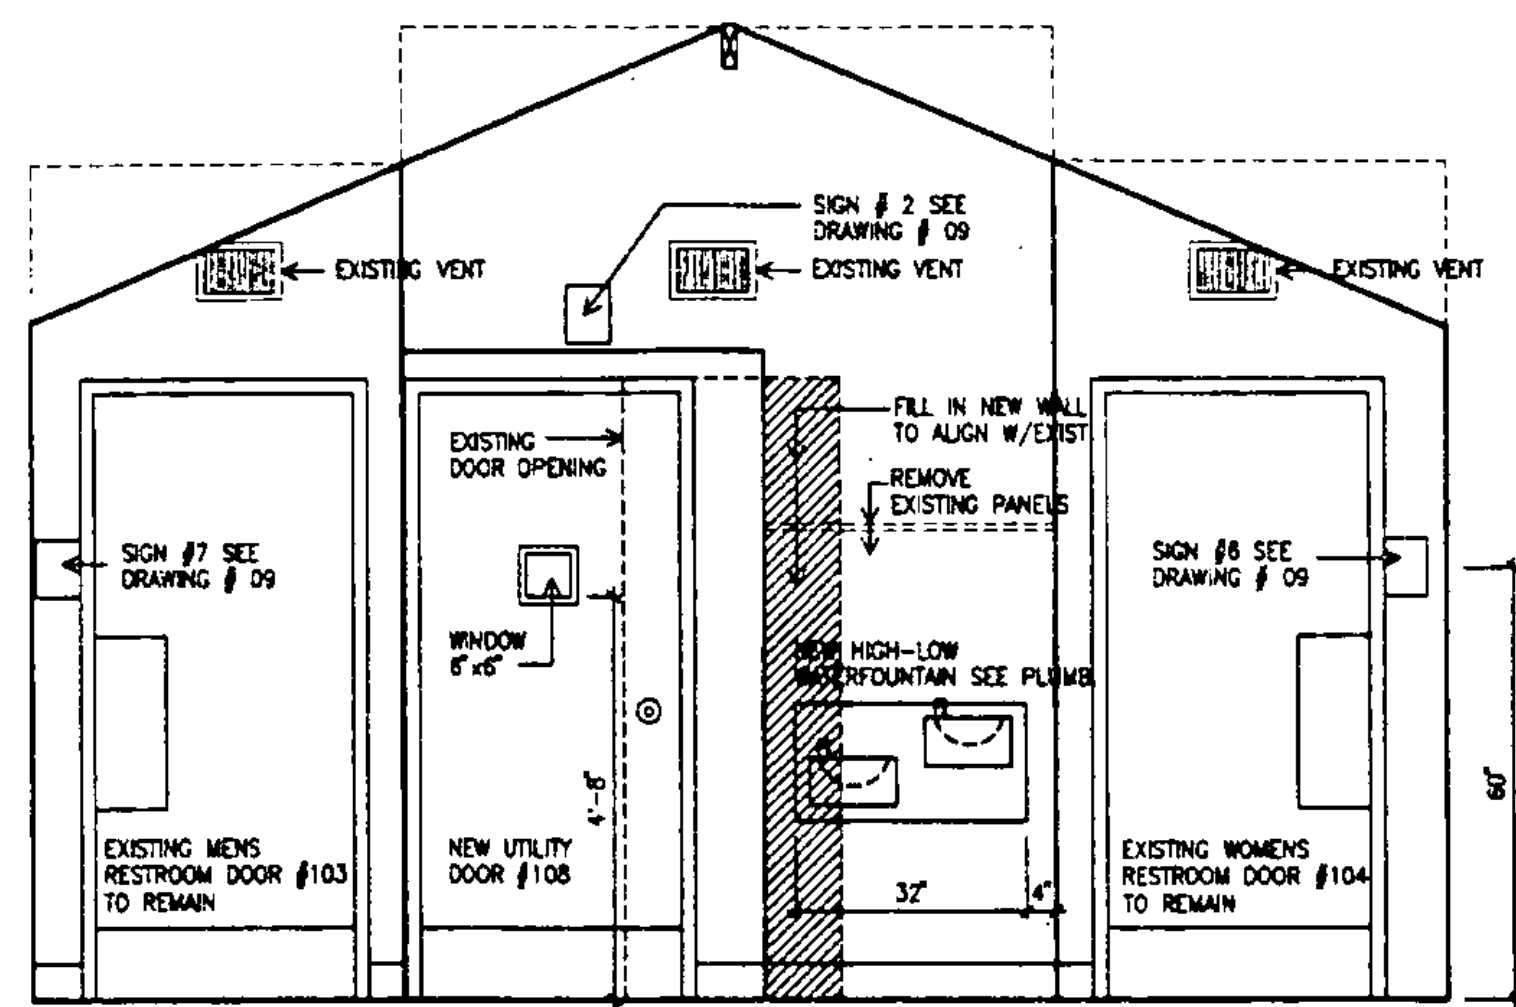 SIGN # 2 SEE
DRAWING # 09
EXISTING VENT
EXISTING VENT
EXISTING VENT
FILL IN NEW WALL
TO ALIGN W/EXIST
EXISTING
DOOR OPENING
REMOVE
EXISTING PANELS
SIGN #7 SEE
DRAWING # 09
SIGN #6 SEE
DRAWING # 09
WINDOW
6"x6"
NEW HIGH-LOW
WATERFOUNTAIN SEE PLUMB
4'-8"
60"
EXISTING MENS
RESTROOM DOOR #103
TO REMAIN
NEW UTILITY
DOOR #108
32"
4"
EXISTING WOMENS
RESTROOM DOOR #104
TO REMAIN